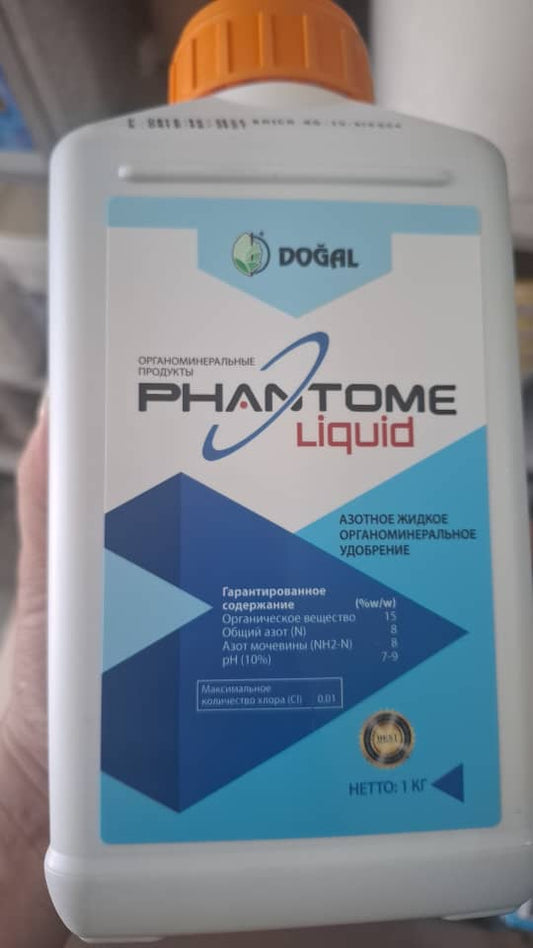 DOĞAL
ОРГАНОМИНЕРАЛЬНЫЕ
ПРОДУКТЫ
PHANTOME
Liquid
АЗОТНОЕ ЖИДКОЕ
ОРГАНОМИНЕРАЛЬНОЕ
УДОБРЕНИЕ
Гарантированное
содержание (%w/w)
Органическое вещество 15
Общий азот (N) 8
Азот мочевины (NH2-N) 8
pH (10%) 7-9
Максимальное
количество хлора (Cl) 0.01
BEST
НЕТТО: 1 КГ